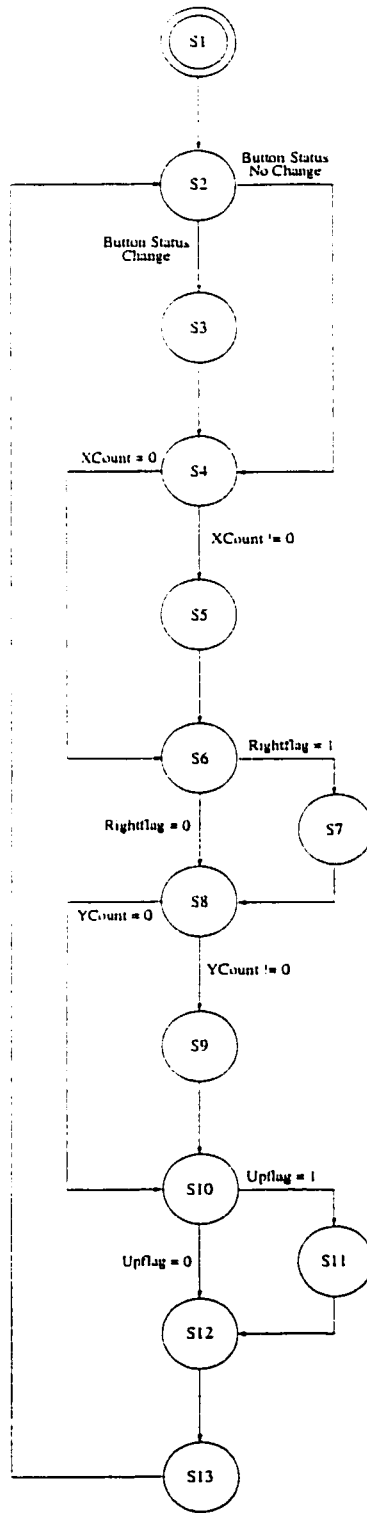 S1
Button Status
No Change
S2
Button Status
Change
S3
XCount = 0
S4
XCount != 0
S5
S6
Rightflag = 1
Rightflag = 0
S7
S8
YCount = 0
YCount != 0
S9
S10
Upflag = 1
Upflag = 0
S11
S12
S13